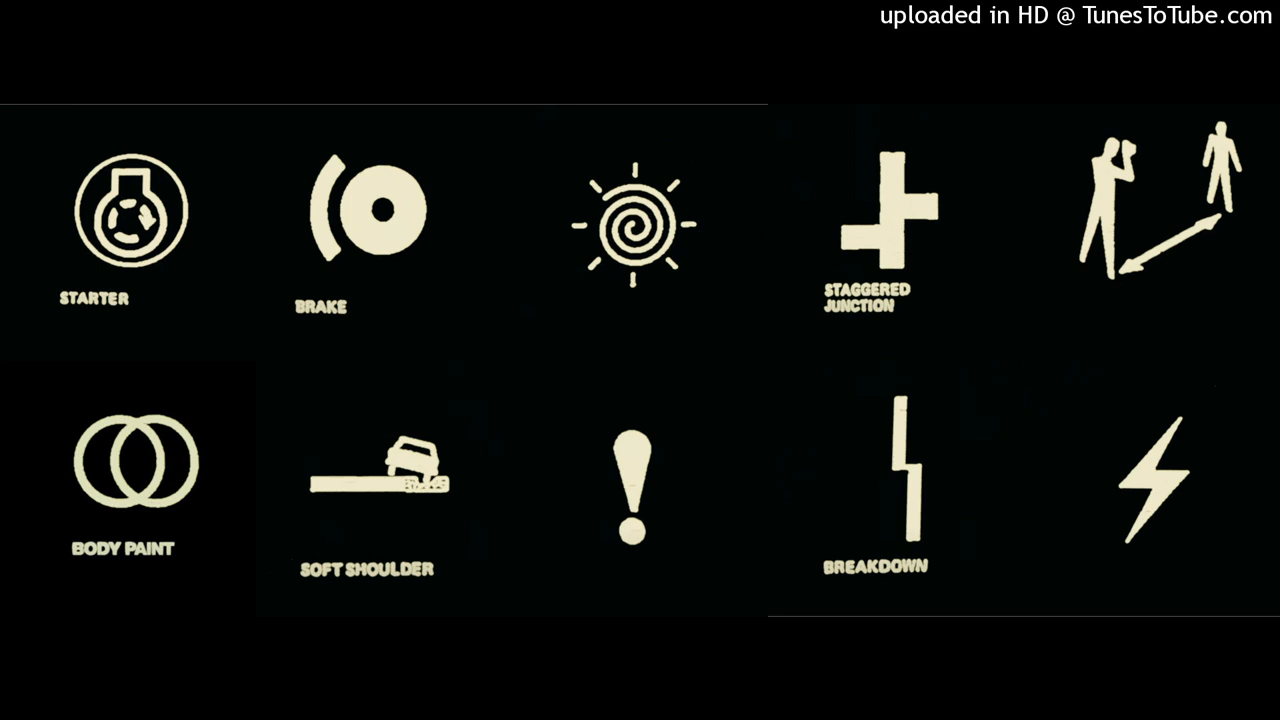 uploaded in HD @ TunesToTube.com
STARTER
BRAKE
STAGGERED
JUNCTION
BODY PAINT
SOFT SHOULDER
BREAKDOWN